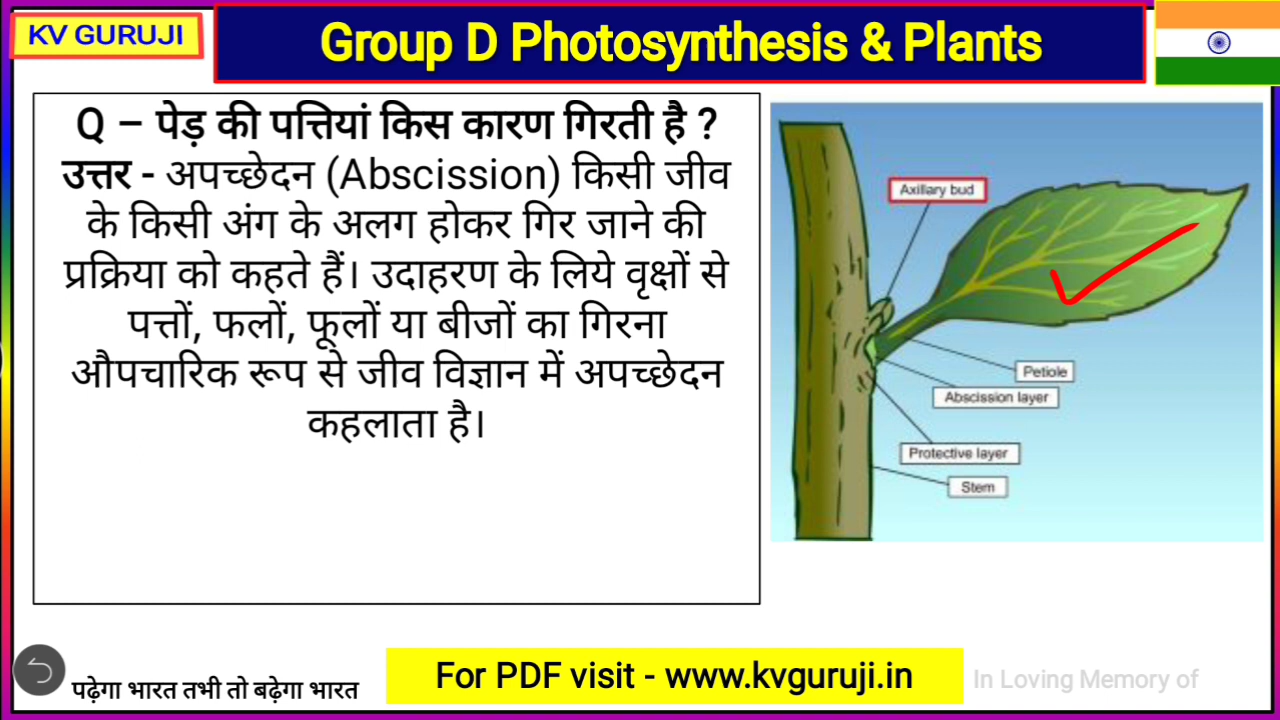 KV GURUJI
Group D Photosynthesis & Plants
Q – पेड़ की पत्तियां किस कारण गिरती है ?
उत्तर - अपच्छेदन (Abscission) किसी जीव
के किसी अंग के अलग होकर गिर जाने की
प्रक्रिया को कहते हैं। उदाहरण के लिये वृक्षों से
पत्तों, फलों, फूलों या बीजों का गिरना
औपचारिक रूप से जीव विज्ञान में अपच्छेदन
कहलाता है।
Axillary bud
Petiole
Abscission layer
Protective layer
Stem
पढ़ेगा भारत तभी तो बढ़ेगा भारत
For PDF visit - www.kvguruji.in
In Loving Memory of